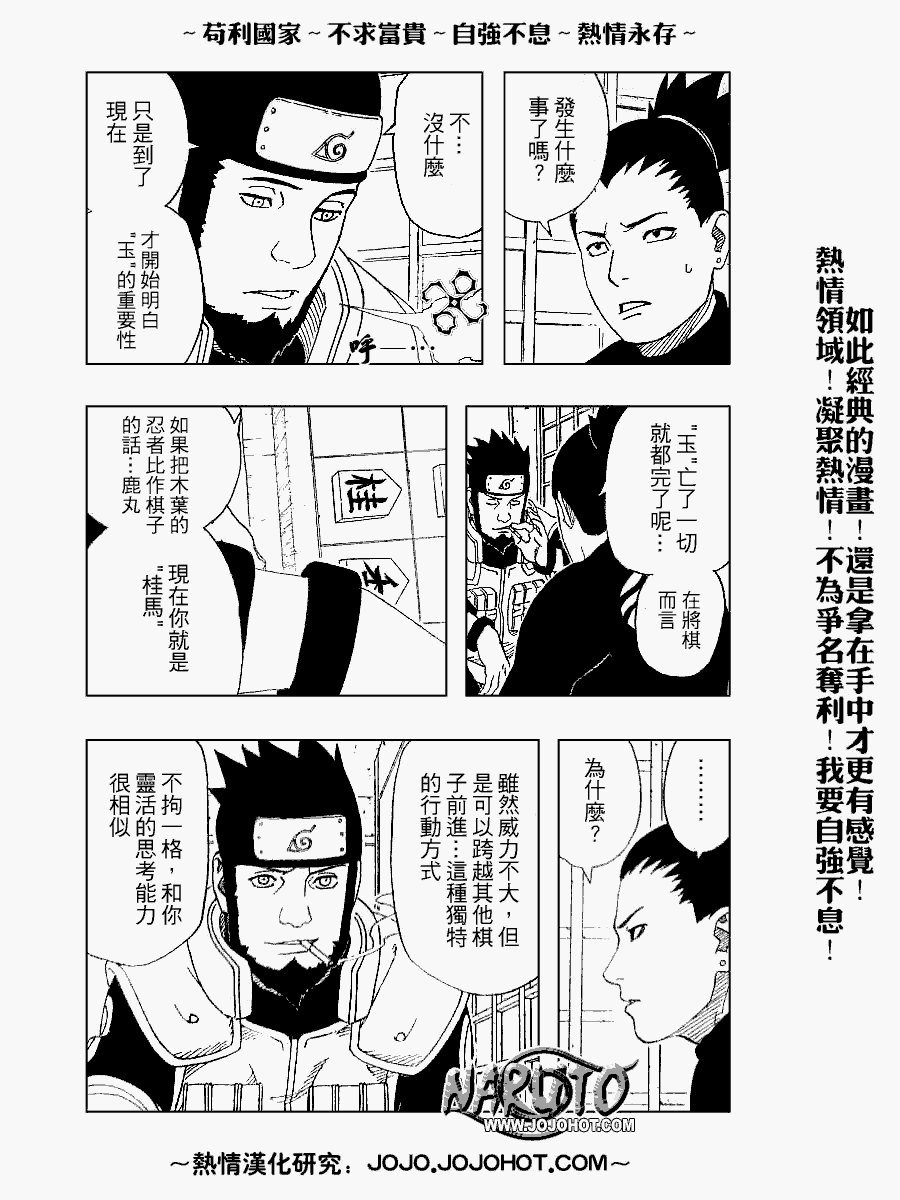 ～苟利國家～不求富貴～自強不息～熱情永存～
發生什麼
事了嗎？
不…
沒什麼
呼——…
只是到了
現在
才開始明白
"玉"的重要性
"玉"亡了一切
就都完了呢…
在將棋
而言
桂
如果把木葉的
忍者比作棋子
的話…鹿丸
現在你就是
"桂馬"
………
為什麼？
雖然威力不大，但
是可以跨越其他棋
子前進…這種獨特
的行動方式
不拘一格，和你
靈活的思考能力
很相似
如此經典的漫畫！還是拿在手中才更有感覺！
熱情領域！凝聚熱情！不為爭名奪利！我要自強不息！
NARUTO
WWW.JOJOHOT.COM
～熱情漢化研究：JOJO.JOJOHOT.COM～